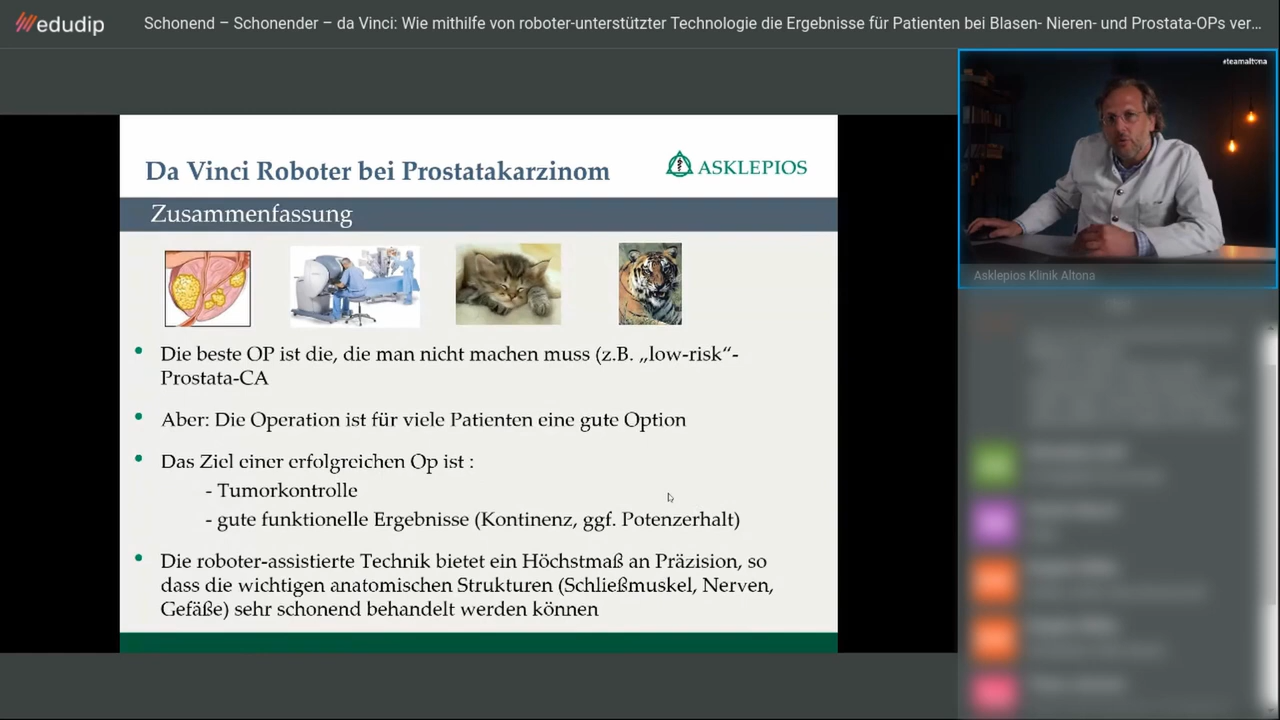 edudip
Schonend – Schonender – da Vinci: Wie mithilfe von roboter-unterstützter Technologie die Ergebnisse für Patienten bei Blasen- Nieren- und Prostata-OPs ver...
#teamaltona
Asklepios Klinik Altona
Da Vinci Roboter bei Prostatakarzinom
ASKLEPIOS
Zusammenfassung
• Die beste OP ist die, die man nicht machen muss (z.B. „low-risk“-
Prostata-CA
• Aber: Die Operation ist für viele Patienten eine gute Option
• Das Ziel einer erfolgreichen Op ist :
- Tumorkontrolle
- gute funktionelle Ergebnisse (Kontinenz, ggf. Potenzerhalt)
• Die roboter-assistierte Technik bietet ein Höchstmaß an Präzision, so
dass die wichtigen anatomischen Strukturen (Schließmuskel, Nerven,
Gefäße) sehr schonend behandelt werden können